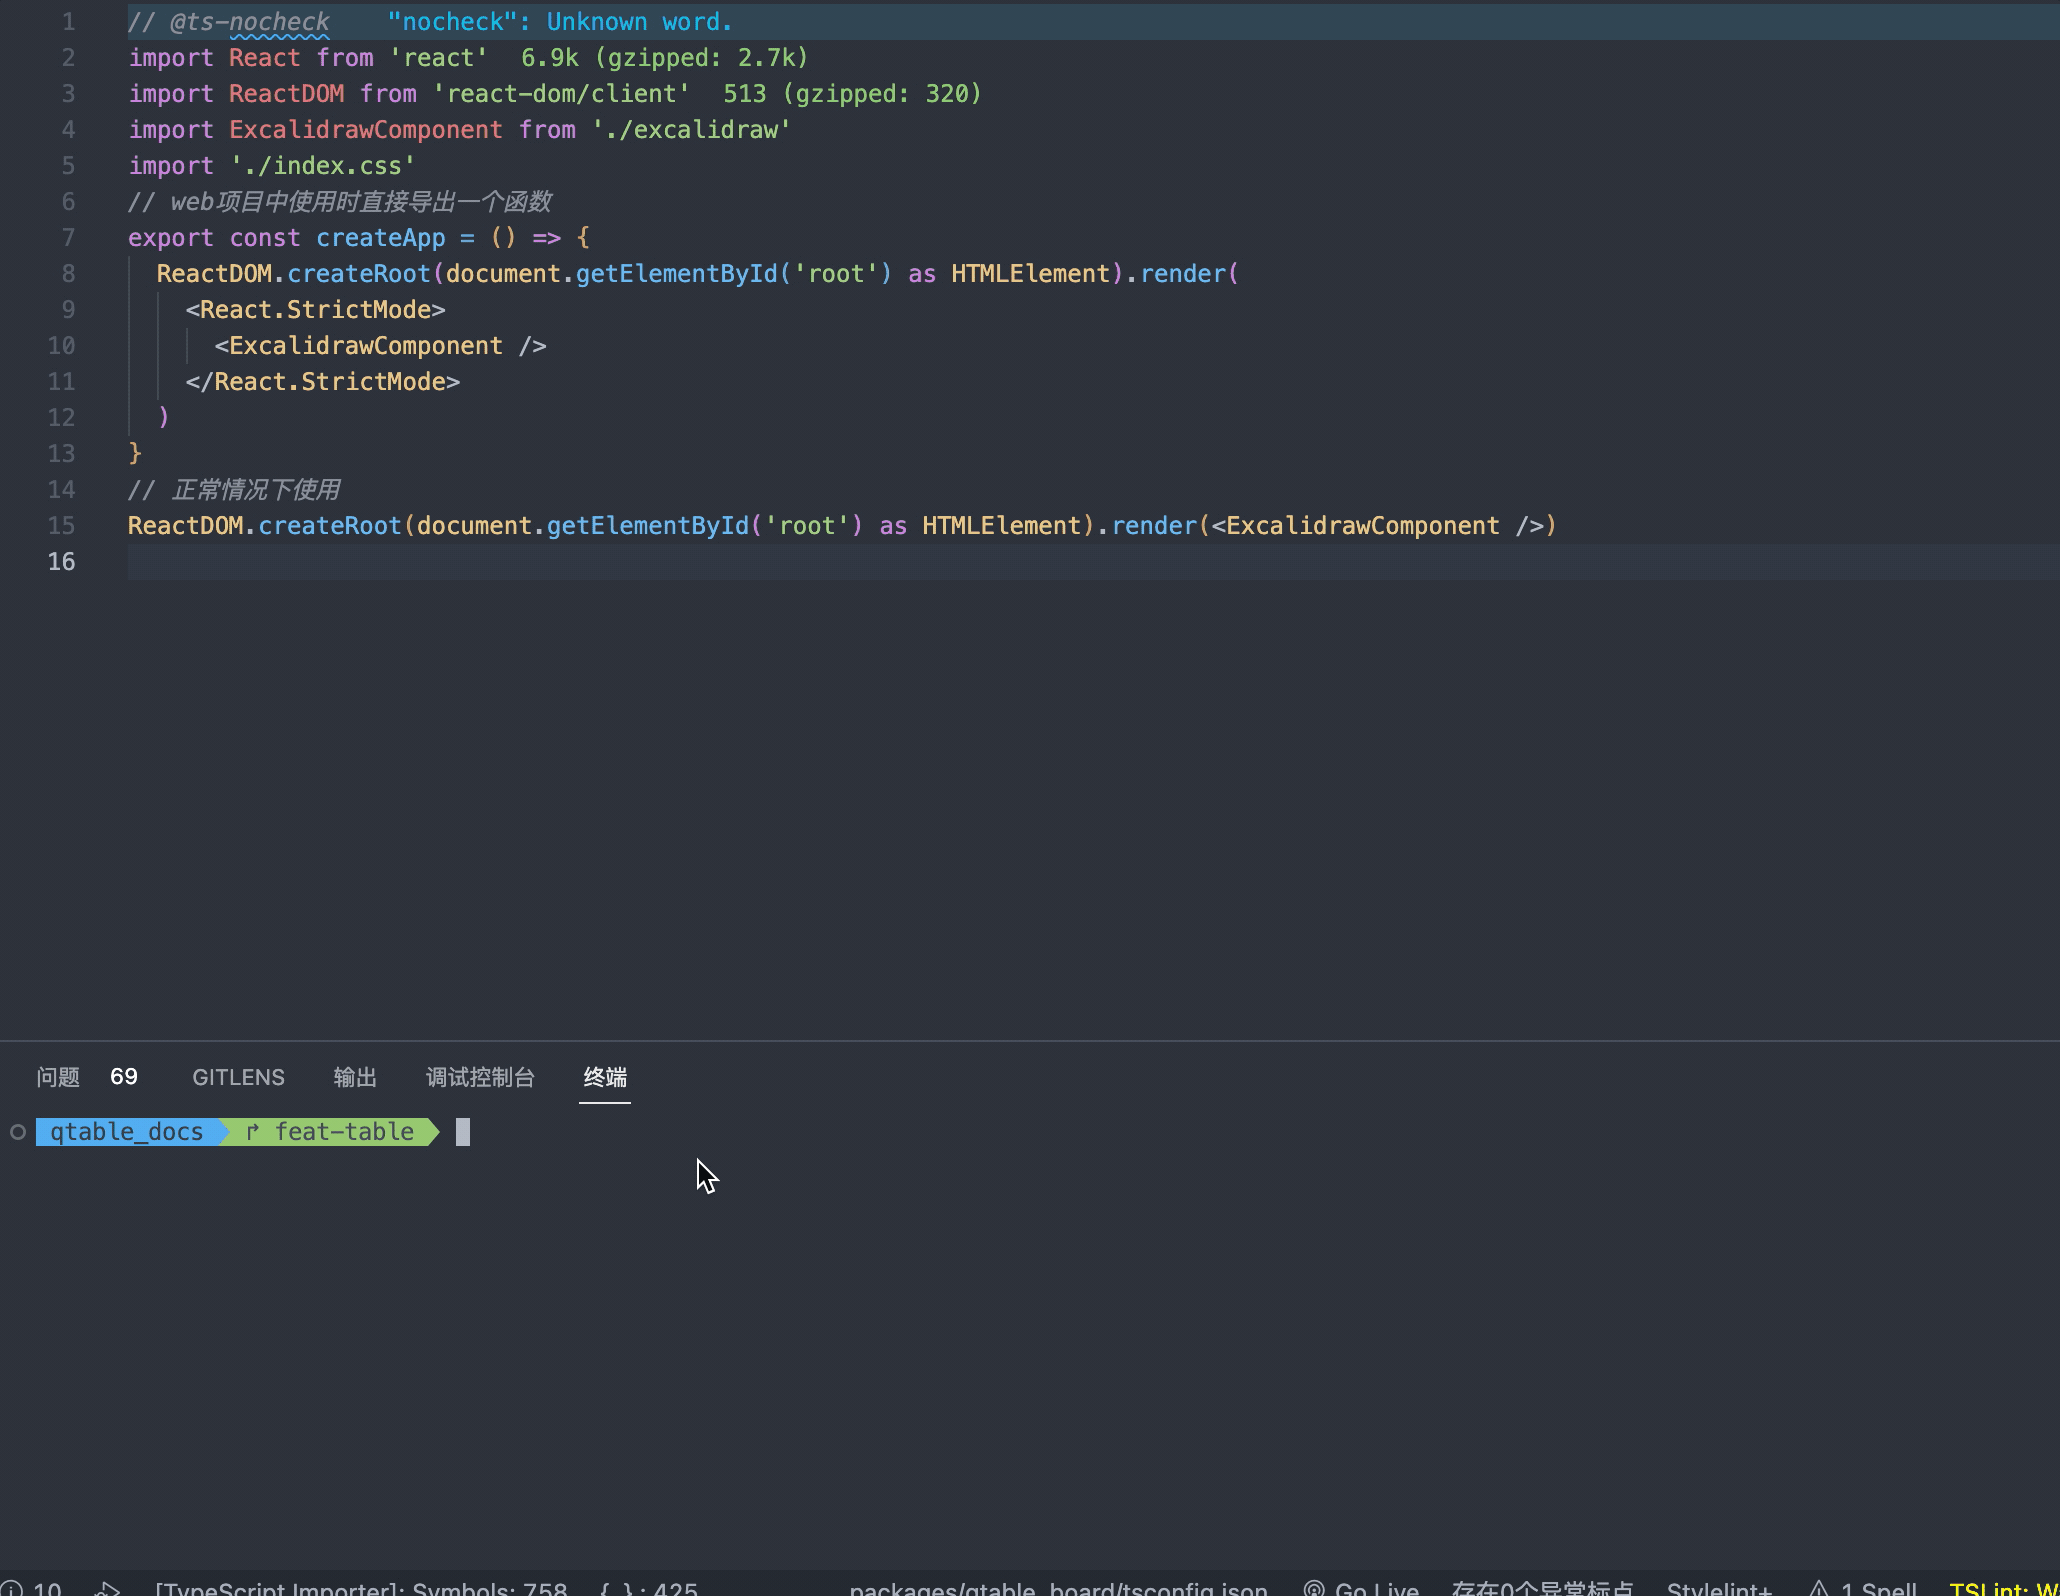 1 // @ts-nocheck "nocheck": Unknown word.
2 import React from 'react' 6.9k (gzipped: 2.7k)
3 import ReactDOM from 'react-dom/client' 513 (gzipped: 320)
4 import ExcalidrawComponent from './excalidraw'
5 import './index.css'
6 // web项目中使用时直接导出一个函数
7 export const createApp = () => {
8 ReactDOM.createRoot(document.getElementById('root') as HTMLElement).render(
9 <React.StrictMode>
10 <ExcalidrawComponent />
11 </React.StrictMode>
12 )
13 }
14 // 正常情况下使用
15 ReactDOM.createRoot(document.getElementById('root') as HTMLElement).render(<ExcalidrawComponent />)
16
问题 69 GITLENS 输出 调试控制台 终端
qtable_docs feat-table
10 [TypeScript Importer]: Symbols: 758 { } : 425 packages/qtable_board/tsconfig.json Go Live 存在0个异常标点 Stylelint+ 1 Spell TSLint: W